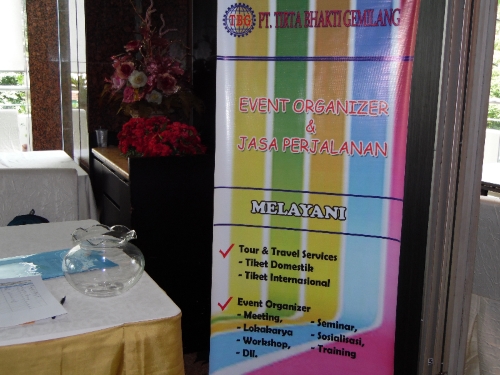 TBG PT. TIRTA BHAKTI GEMILANG
EVENT ORGANIZER
&
JASA PERJALANAN
MELAYANI
Tour & Travel Services
- Tiket Domestik
- Tiket Internasional
Event Organizer
- Meeting, - Seminar,
- Lokakarya - Sosialisasi,
- Workshop, - Training
- Dll.